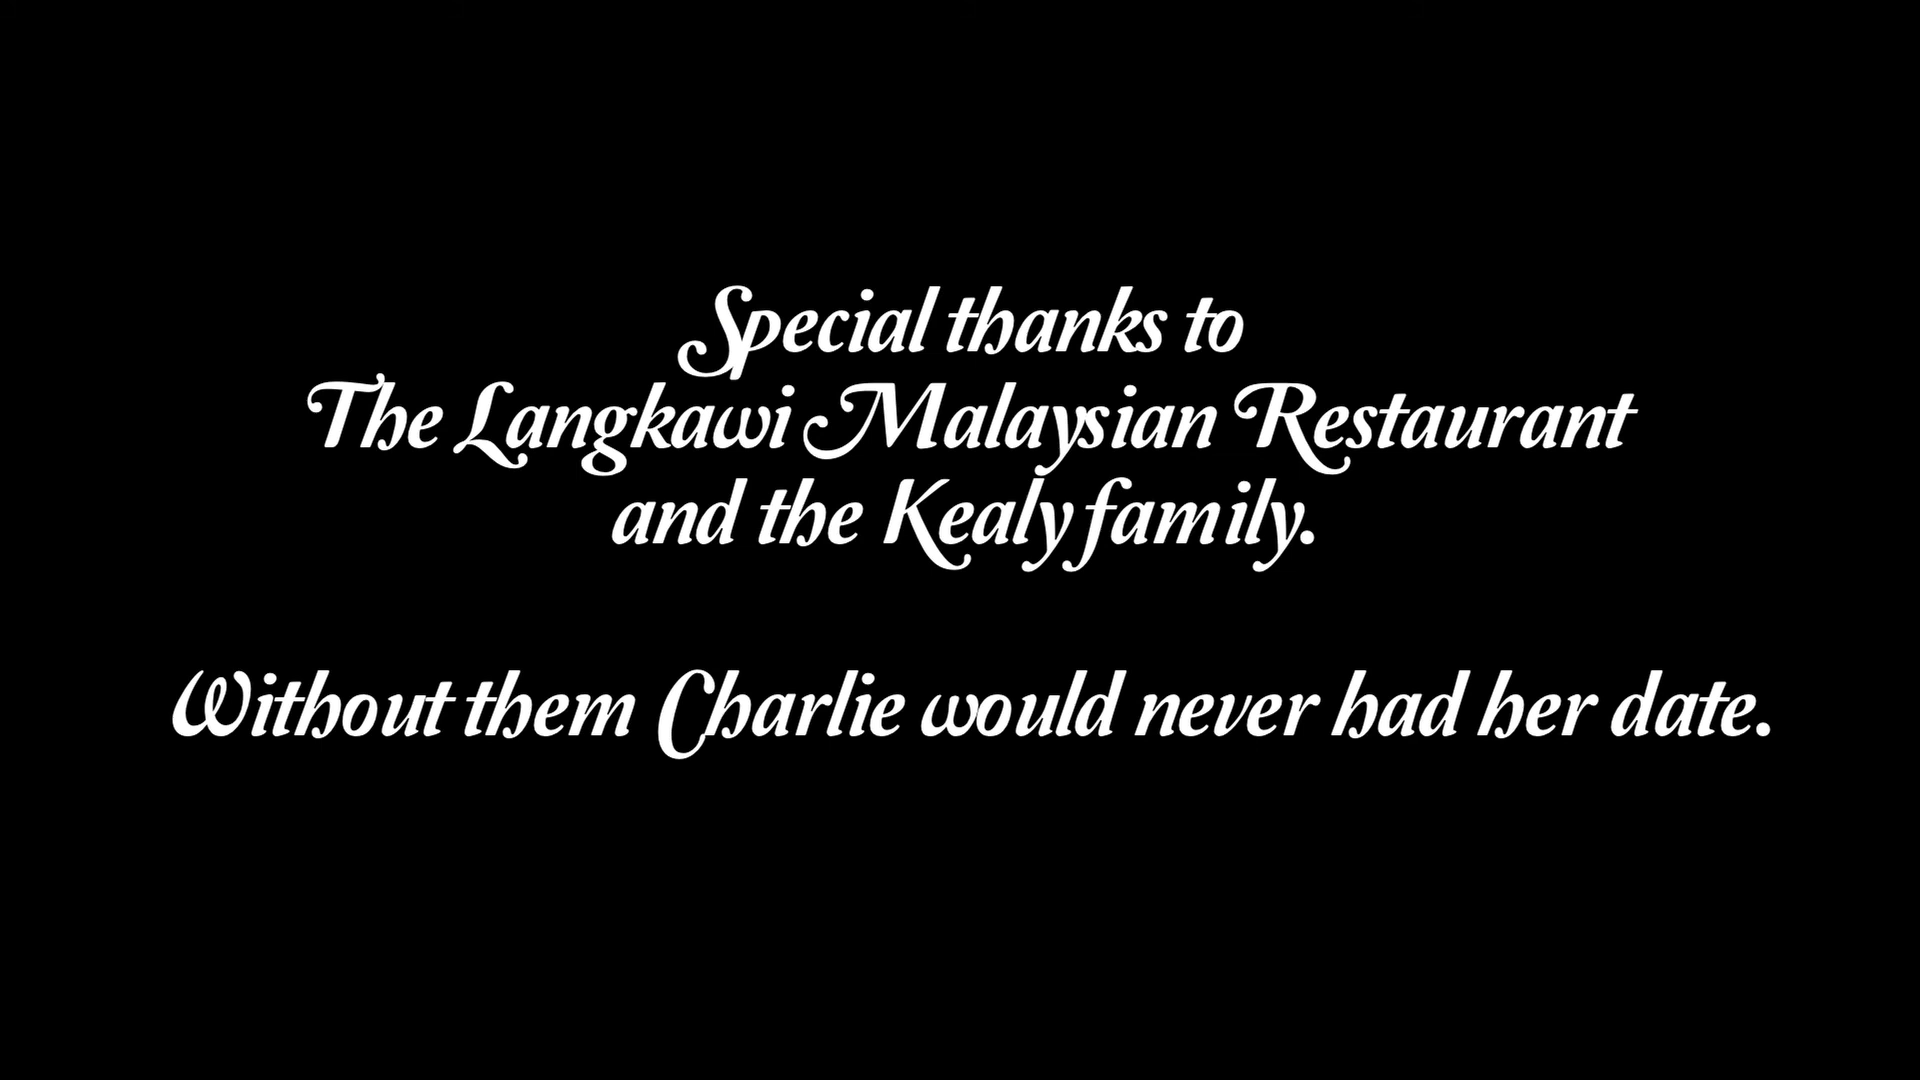 Special thanks to
The Langkawi Malaysian Restaurant
and the Kealy family.
Without them Charlie would never had her date.